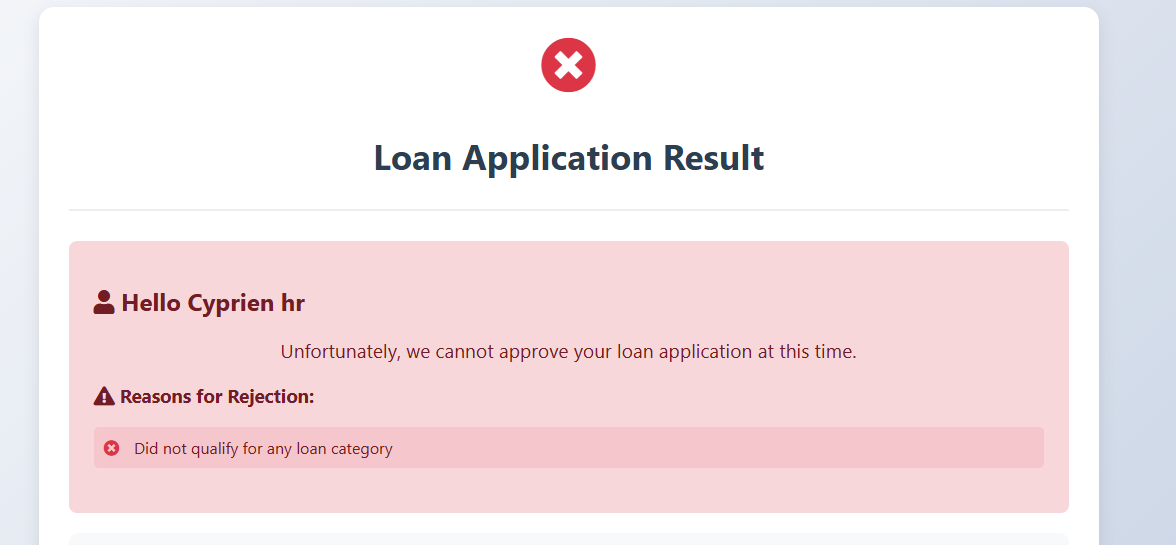 Loan Application Result
Hello Cyprien hr
Unfortunately, we cannot approve your loan application at this time.
Reasons for Rejection:
Did not qualify for any loan category